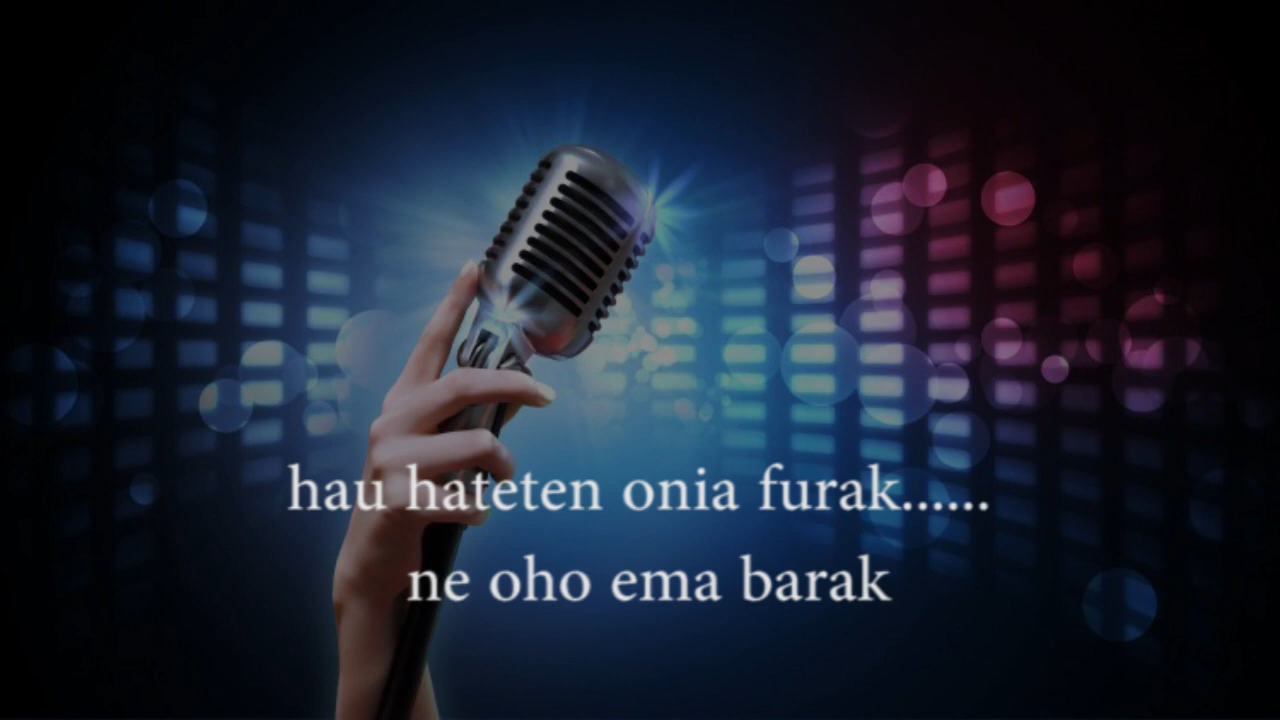 hau hateten onia furak......
ne oho ema barak